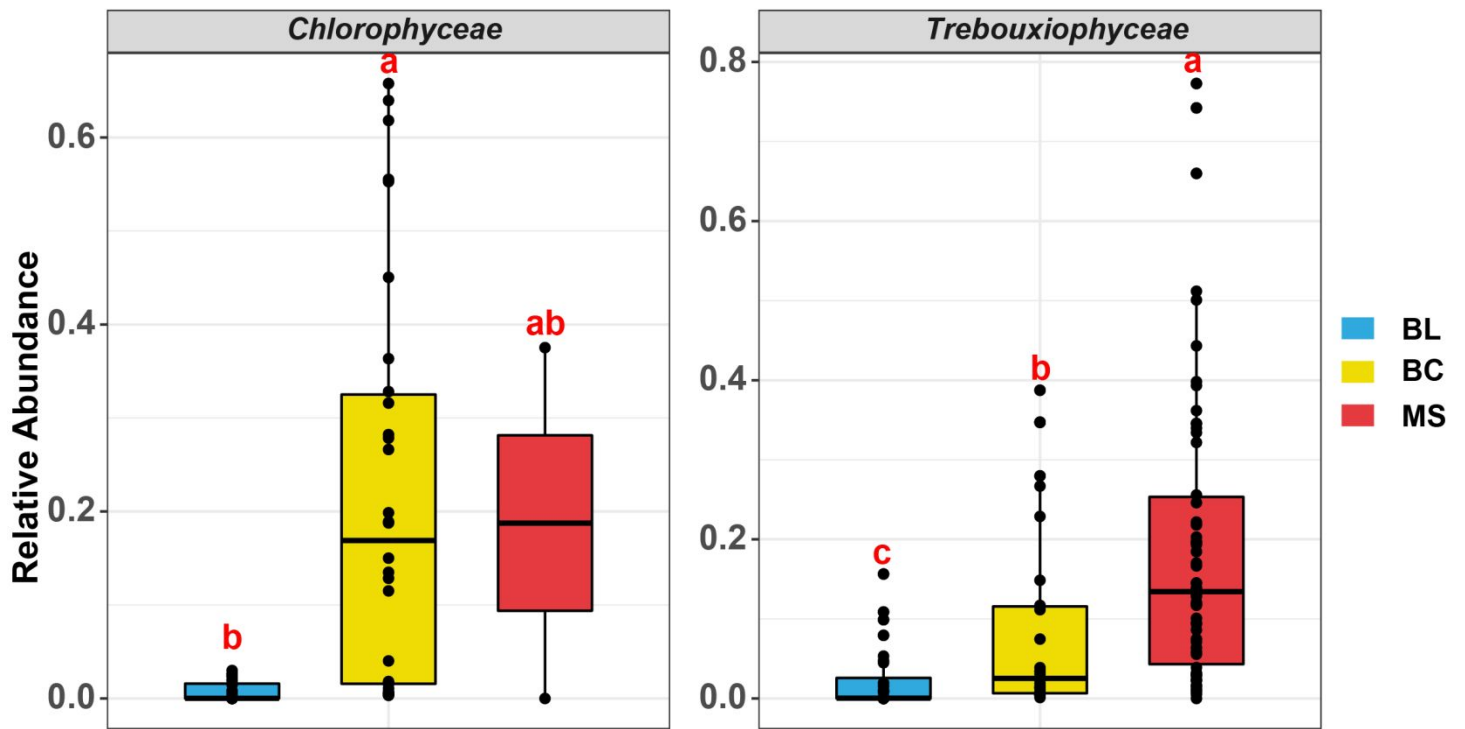 Chlorophyceae
Trebouxiophyceae
Relative Abundance
0.6
0.4
0.2
0.0
a
ab
b
0.8
0.6
0.4
0.2
0.0
a
b
c
BL
BC
MS